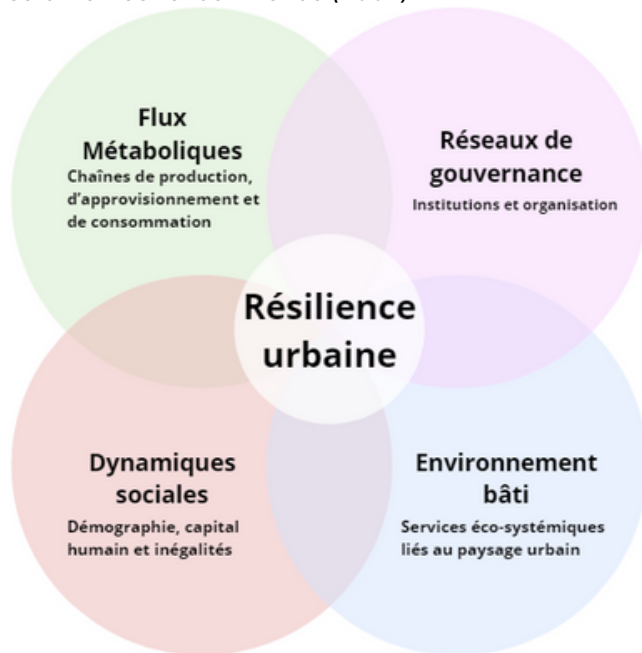 Flux
Métaboliques
Chaînes de production,
d'approvisionnement et
de consommation
Réseaux de
gouvernance
Institutions et organisation
Résilience
urbaine
Dynamiques
sociales
Démographie, capital
humain et inégalités
Environnement
bâti
Services éco-systémiques
liés au paysage urbain